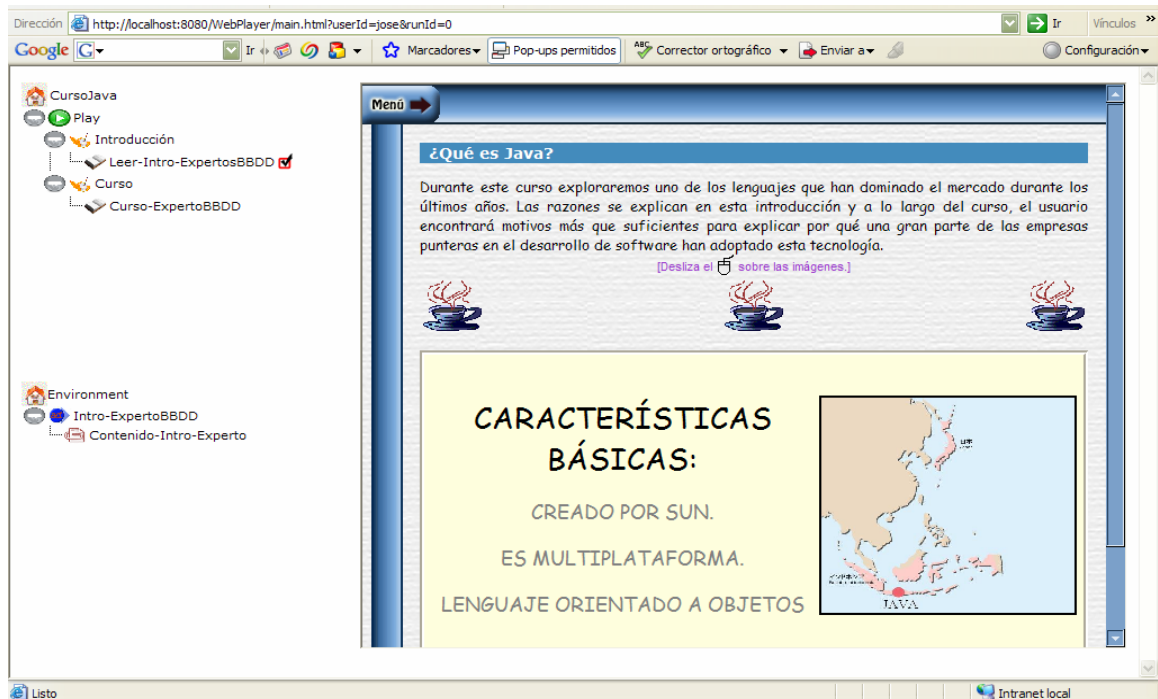 Dirección http://localhost:8080/WebPlayer/main.html?userId=jose&runId=0 Ir Vínculos »
Google G Ir Marcadores Pop-ups permitidos ABC Corrector ortográfico Enviar a Configuración
CursoJava
Play
Introducción
Leer-Intro-ExpertosBBDD
Curso
Curso-ExpertoBBDD
Environment
Intro-ExpertoBBDD
Contenido-Intro-Experto
Menú
¿Qué es Java?
Durante este curso exploraremos uno de los lenguajes que han dominado el mercado durante los
últimos años. Las razones se explican en esta introducción y a lo largo del curso, el usuario
encontrará motivos más que suficientes para explicar por qué una gran parte de las empresas
punteras en el desarrollo de software han adoptado esta tecnología.
[Desliza el sobre las imágenes.]
CARACTERÍSTICAS
BÁSICAS:
CREADO POR SUN.
ES MULTIPLATAFORMA.
LENGUAJE ORIENTADO A OBJETOS
日本
JAVA
Listo
Intranet local